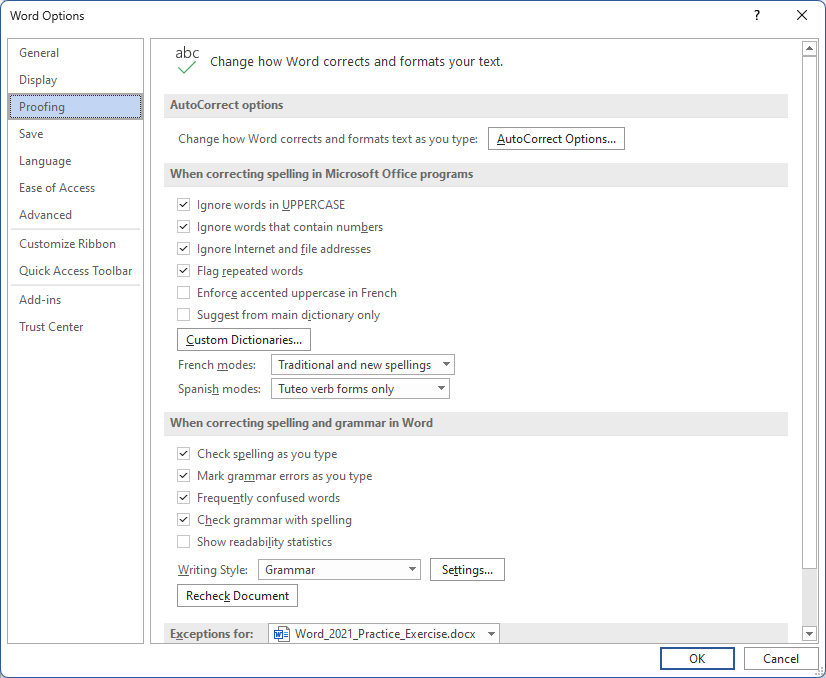 Word Options
?
General
Display
Proofing
Save
Language
Ease of Access
Advanced
Customize Ribbon
Quick Access Toolbar
Add-ins
Trust Center
abc
Change how Word corrects and formats your text.
AutoCorrect options
Change how Word corrects and formats text as you type: AutoCorrect Options...
When correcting spelling in Microsoft Office programs
Ignore words in UPPERCASE
Ignore words that contain numbers
Ignore Internet and file addresses
Flag repeated words
Enforce accented uppercase in French
Suggest from main dictionary only
Custom Dictionaries...
French modes: Traditional and new spellings
Spanish modes: Tuteo verb forms only
When correcting spelling and grammar in Word
Check spelling as you type
Mark grammar errors as you type
Frequently confused words
Check grammar with spelling
Show readability statistics
Writing Style: Grammar Settings...
Recheck Document
Exceptions for: Word_2021_Practice_Exercise.docx
OK Cancel